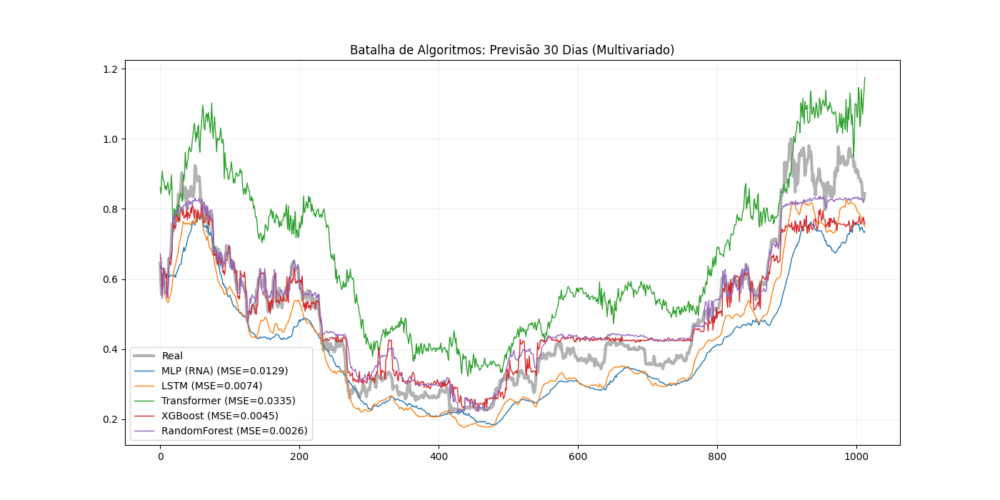 Batalha de Algoritmos: Previsão 30 Dias (Multivariado)
1.2
1.0
0.8
0.6
0.4
0.2
Real
MLP (RNA) (MSE=0.0129)
LSTM (MSE=0.0074)
Transformer (MSE=0.0335)
XGBoost (MSE=0.0045)
RandomForest (MSE=0.0026)
0 200 400 600 800 1000